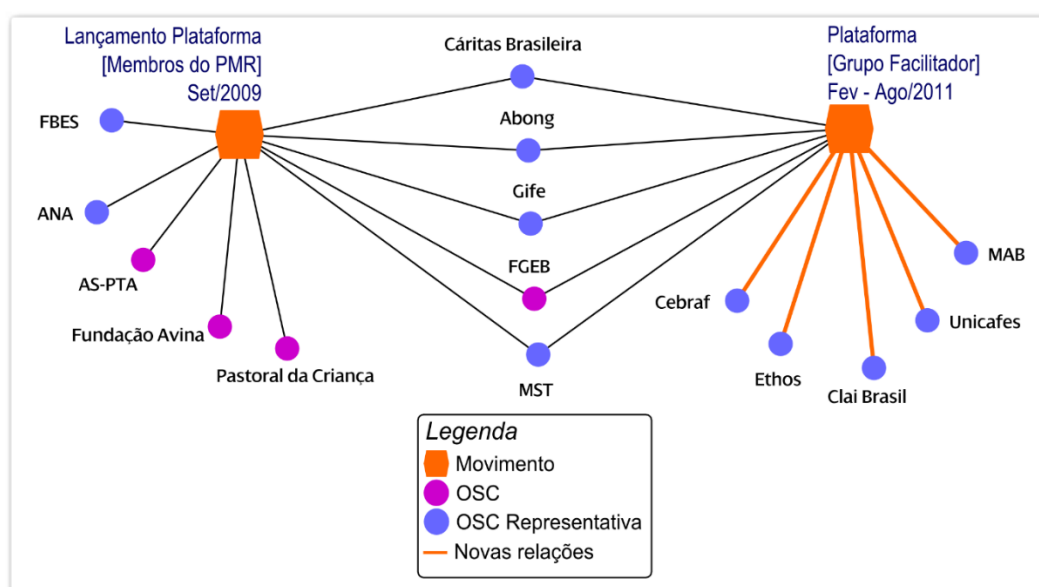 Lançamento Plataforma
[Membros do PMR]
Set/2009
Cáritas Brasileira
Plataforma
[Grupo Facilitador]
Fev - Ago/2011
FBES
Abong
ANA
Gife
AS-PTA
FGEB
MAB
Cebraf
Fundação Avina
Unicafes
Pastoral da Criança
MST
Ethos
Clai Brasil
Legenda
Movimento
OSC
OSC Representativa
Novas relações